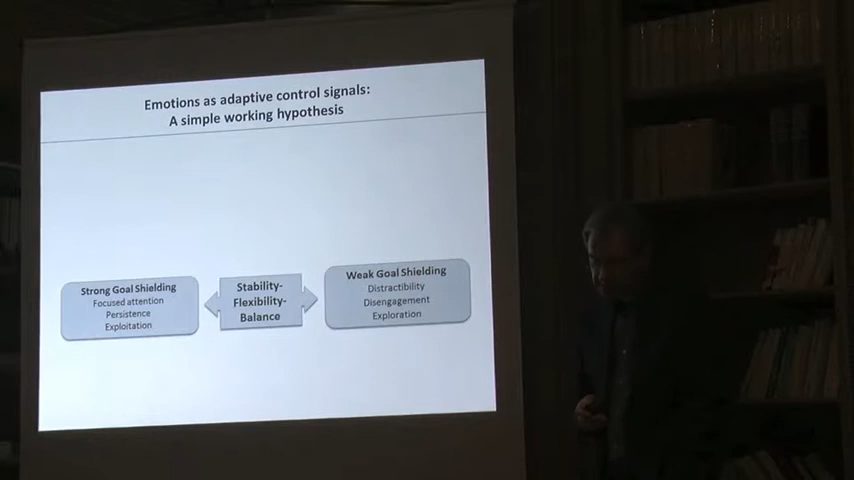 Emotions as adaptive control signals:
A simple working hypothesis
Strong Goal Shielding
Focused attention
Persistence
Exploitation
Stability-
Flexibility-
Balance
Weak Goal Shielding
Distractibility
Disengagement
Exploration